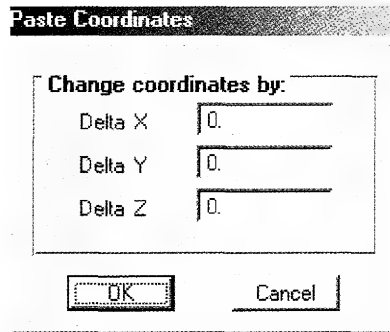 Paste Coordinates
Change coordinates by:
Delta X 0.
Delta Y 0.
Delta Z 0.
OK Cancel